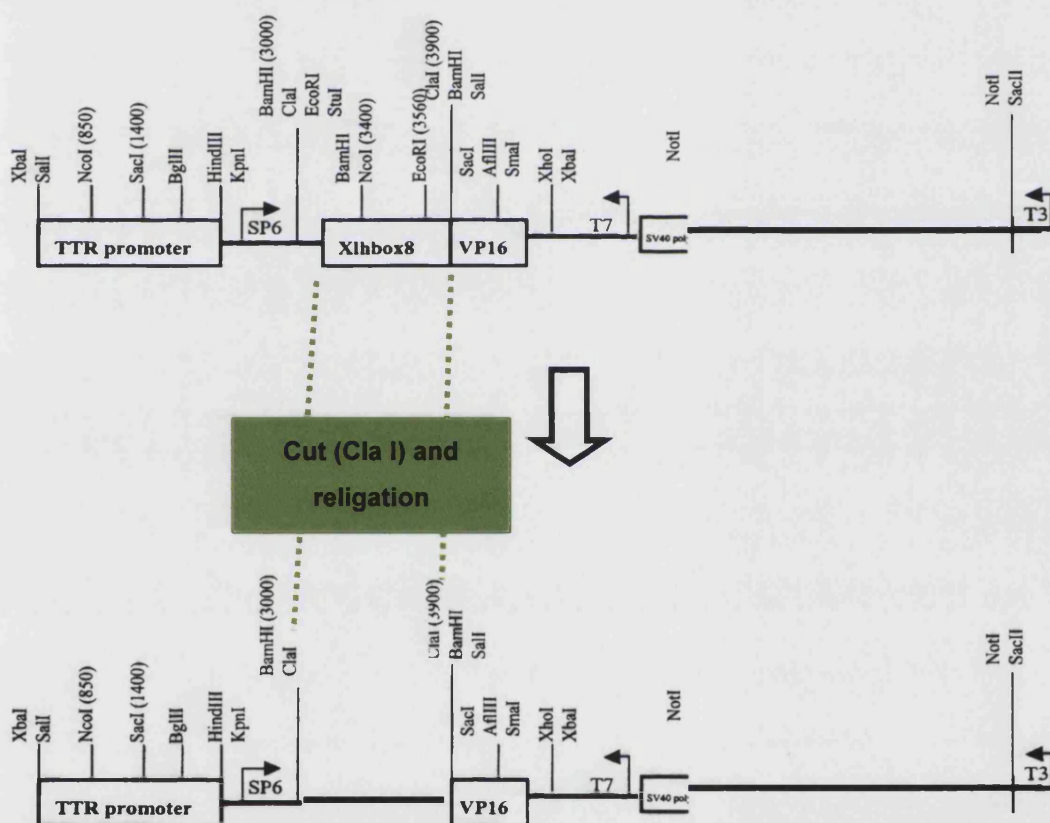 XbaI
SalI
NcoI (850)
SacI (1400)
BglII
HindIII
KpnI
BamHI (3000)
ClaI
EcoRI
StuI
BamHI
NcoI (3400)
EcoRI (3560)
ClaI (3900)
BamHI
SalI
SacI
AflIII
SmaI
XhoI
XbaI
NotI
NotI
SacII
TTR promoter
SP6
Xlhbox8
VP16
T7
SV40 pol
T3
Cut (Cla I) and
religation
XbaI
SalI
NcoI (850)
SacI (1400)
BglII
HindIII
KpnI
BamHI (3000)
ClaI
ClaI (3900)
BamHI
SalI
SacI
AflIII
SmaI
XhoI
XbaI
NotI
NotI
SacII
TTR promoter
SP6
VP16
T7
SV40 pol
T3